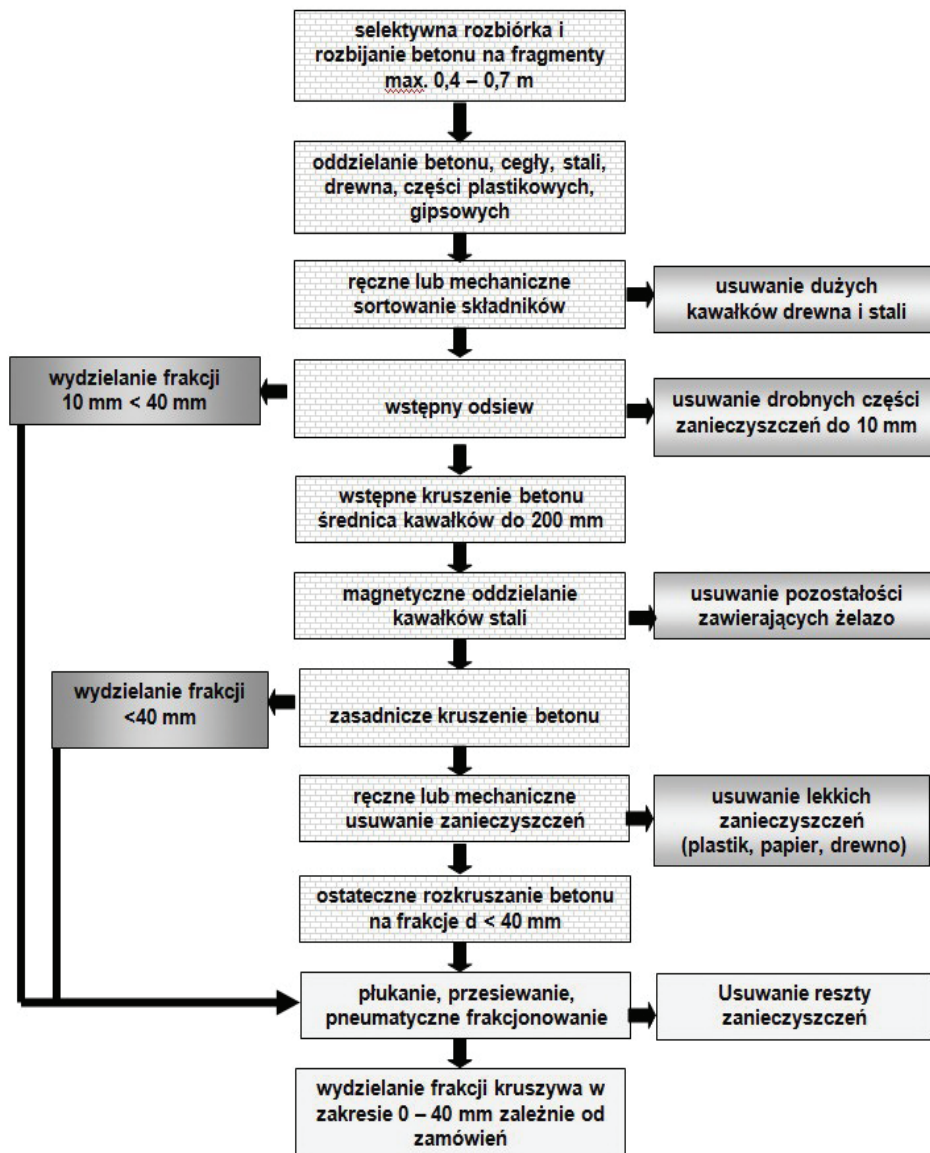 selektywna rozbiórka i
rozbijanie betonu na fragmenty
max. 0,4 – 0,7 m
oddzielanie betonu, cegły, stali,
drewna, części plastikowych,
gipsowych
ręczne lub mechaniczne
sortowanie składników
usuwanie dużych
kawałków drewna i stali
wydzielanie frakcji
10 mm < 40 mm
wstępny odsiew
usuwanie drobnych części
zanieczyszczeń do 10 mm
wstępne kruszenie betonu
średnica kawałków do 200 mm
magnetyczne oddzielanie
kawałków stali
usuwanie pozostałości
zawierających żelazo
wydzielanie frakcji
<40 mm
zasadnicze kruszenie betonu
ręczne lub mechaniczne
usuwanie zanieczyszczeń
usuwanie lekkich
zanieczyszczeń
(plastik, papier, drewno)
ostateczne rozkruszanie betonu
na frakcje d < 40 mm
płukanie, przesiewanie,
pneumatyczne frakcjonowanie
Usuwanie reszty
zanieczyszczeń
wydzielanie frakcji kruszywa w
zakresie 0 – 40 mm zależnie od
zamówień